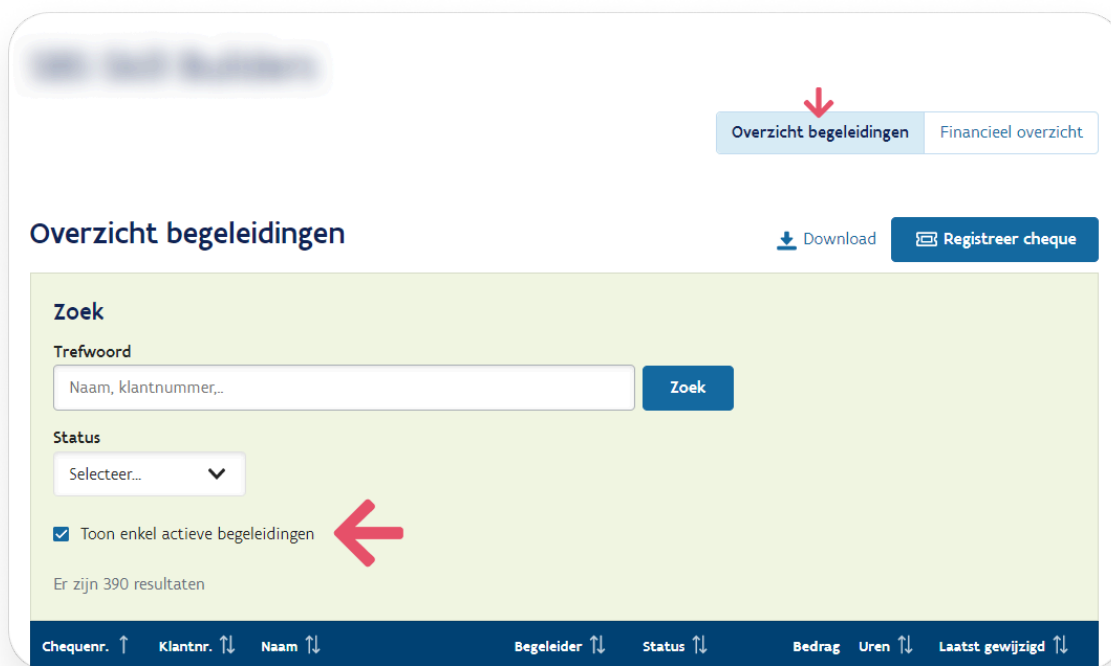 Overzicht begeleidingen Financieel overzicht
Overzicht begeleidingen
Download Registreer cheque
Zoek
Trefwoord
Naam, klantnummer,.. Zoek
Status
Selecteer...
Toon enkel actieve begeleidingen
Er zijn 390 resultaten
Chequenr. Klantnr. Naam Begeleider Status Bedrag Uren Laatst gewijzigd